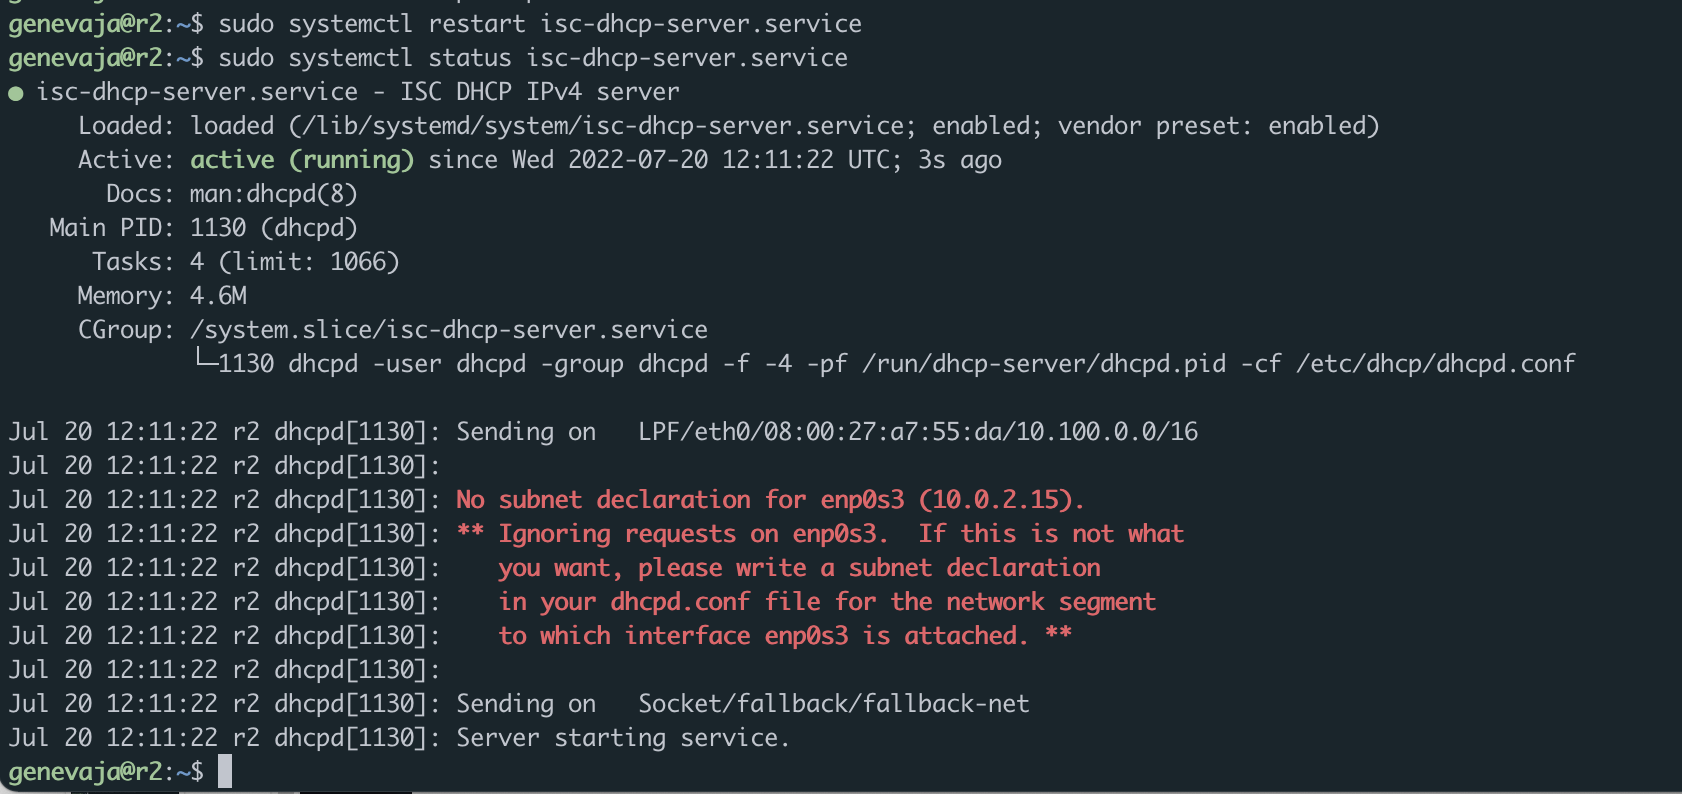 genevaja@r2:~$ sudo systemctl restart isc-dhcp-server.service
genevaja@r2:~$ sudo systemctl status isc-dhcp-server.service
● isc-dhcp-server.service - ISC DHCP IPv4 server
     Loaded: loaded (/lib/systemd/system/isc-dhcp-server.service; enabled; vendor preset: enabled)
     Active: active (running) since Wed 2022-07-20 12:11:22 UTC; 3s ago
       Docs: man:dhcpd(8)
   Main PID: 1130 (dhcpd)
      Tasks: 4 (limit: 1066)
     Memory: 4.6M
     CGroup: /system.slice/isc-dhcp-server.service
             └─1130 dhcpd -user dhcpd -group dhcpd -f -4 -pf /run/dhcp-server/dhcpd.pid -cf /etc/dhcp/dhcpd.conf
Jul 20 12:11:22 r2 dhcpd[1130]: Sending on   LPF/eth0/08:00:27:a7:55:da/10.100.0.0/16
Jul 20 12:11:22 r2 dhcpd[1130]:
Jul 20 12:11:22 r2 dhcpd[1130]: No subnet declaration for enp0s3 (10.0.2.15).
Jul 20 12:11:22 r2 dhcpd[1130]: ** Ignoring requests on enp0s3.  If this is not what
Jul 20 12:11:22 r2 dhcpd[1130]:    you want, please write a subnet declaration
Jul 20 12:11:22 r2 dhcpd[1130]:    in your dhcpd.conf file for the network segment
Jul 20 12:11:22 r2 dhcpd[1130]:    to which interface enp0s3 is attached. **
Jul 20 12:11:22 r2 dhcpd[1130]:
Jul 20 12:11:22 r2 dhcpd[1130]: Sending on   Socket/fallback/fallback-net
Jul 20 12:11:22 r2 dhcpd[1130]: Server starting service.
genevaja@r2:~$